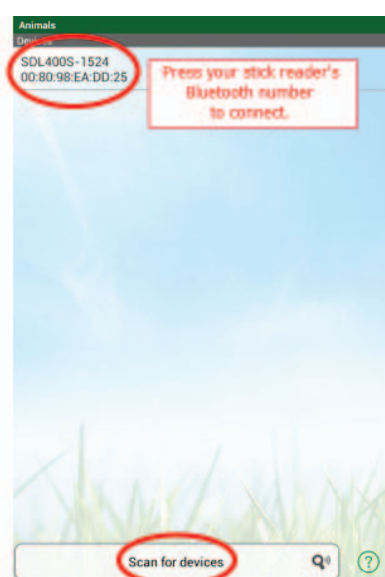 Animals
Devices
SDL400S-1524
00:80:98:EA:DD:25
Press your stick reader's
Bluetooth number
to connect.
Scan for devices
?